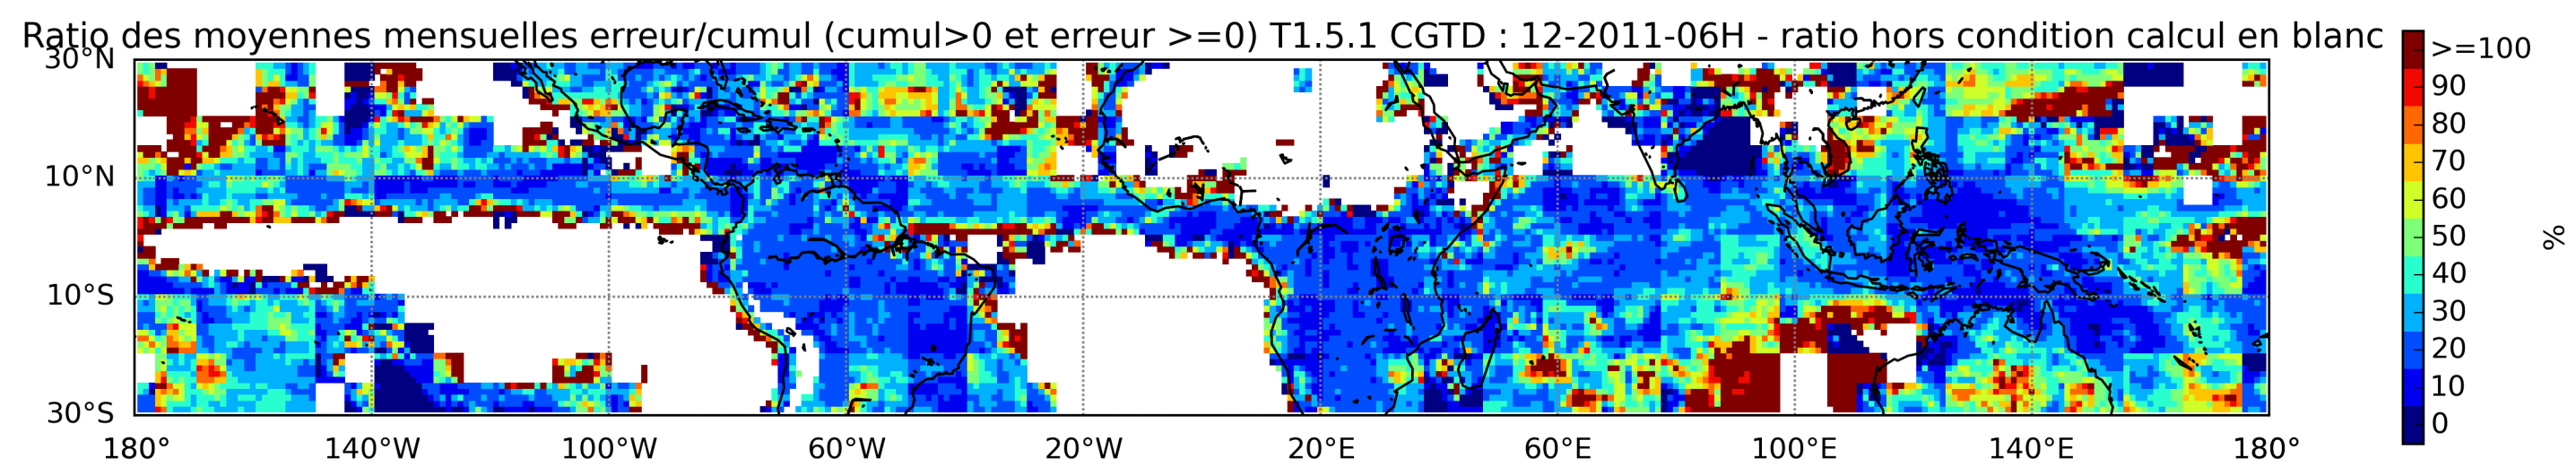 Ratio des moyennes mensuelles erreur/cumul (cumul>0 et erreur >=0) T1.5.1 CGTD : 12-2011-06H - ratio hors condition calcul en blanc
30°N
10°N
10°S
30°S
180° 140°W 100°W 60°W 20°W 20°E 60°E 100°E 140°E 180°
>=100
90
80
70
60
50
40
30
20
10
0
%